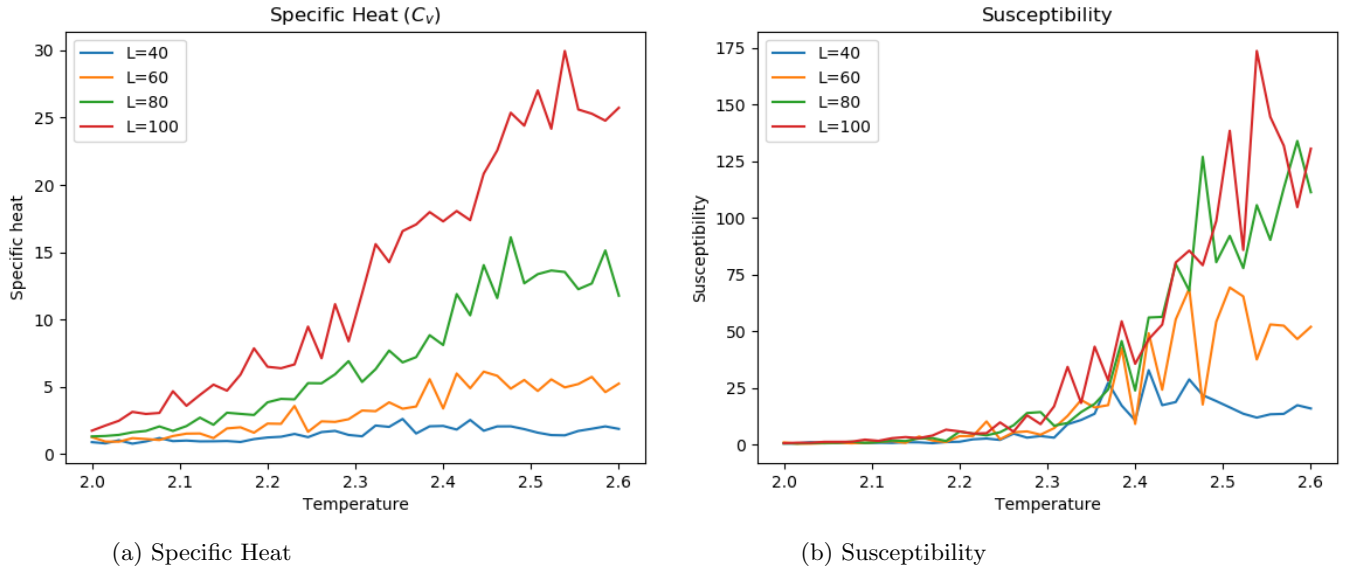 Specific Heat (Cᵥ)
L=40
L=60
L=80
L=100
30
25
20
15
10
5
0
Specific heat
2.0 2.1 2.2 2.3 2.4 2.5 2.6
Temperature
(a) Specific Heat
Susceptibility
L=40
L=60
L=80
L=100
175
150
125
100
75
50
25
0
Susceptibility
2.0 2.1 2.2 2.3 2.4 2.5 2.6
Temperature
(b) Susceptibility